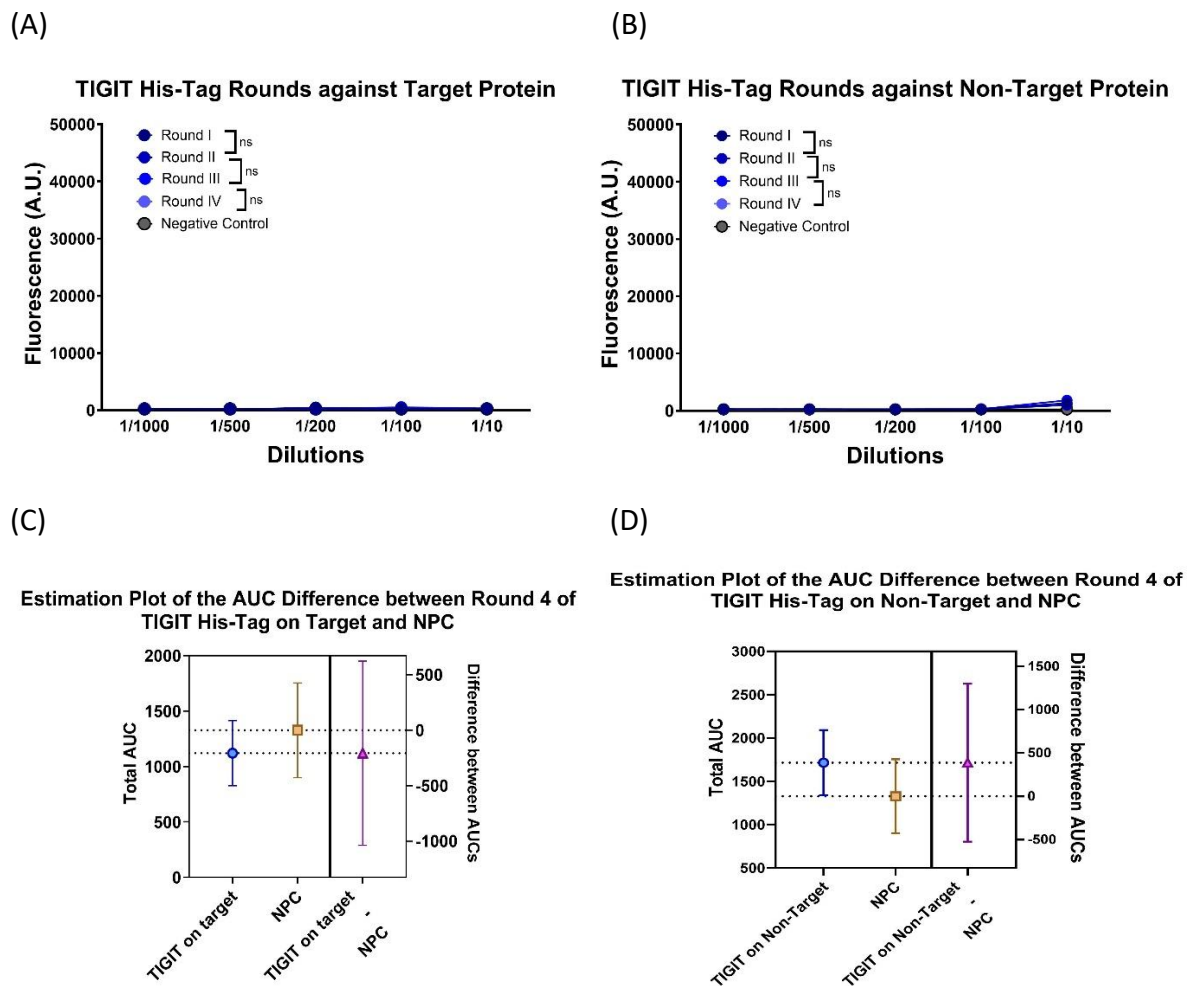 (A)
TIGIT His-Tag Rounds against Target Protein
50000
40000
30000
20000
10000
0
Fluorescence (A.U.)
Round I
Round II
Round III
Round IV
Negative Control
ns
ns
ns
1/1000 1/500 1/200 1/100 1/10
Dilutions
(B)
TIGIT His-Tag Rounds against Non-Target Protein
50000
40000
30000
20000
10000
0
Fluorescence (A.U.)
Round I
Round II
Round III
Round IV
Negative Control
ns
ns
ns
1/1000 1/500 1/200 1/100 1/10
Dilutions
(C)
Estimation Plot of the AUC Difference between Round 4 of
TIGIT His-Tag on Target and NPC
2000
1500
1000
500
0
Total AUC
500
0
-500
-1000
Difference between AUCs
TIGIT on target
NPC
TIGIT on target
-
NPC
(D)
Estimation Plot of the AUC Difference between Round 4 of
TIGIT His-Tag on Non-Target and NPC
3000
2500
2000
1500
1000
500
Total AUC
1500
1000
500
0
-500
Difference between AUCs
TIGIT on Non-Target
NPC
TIGIT on Non-Target
-
NPC